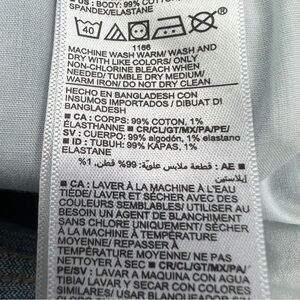 US: BODY: 99% COTTON
SPANDEX/ELASTANE
40
1166
MACHINE WASH WARM/ WASH AND
DRY WITH LIKE COLORS/ ONLY
NON-CHLORINE BLEACH WHEN
NEEDED/ TUMBLE DRY MEDIUM/
WARM IRON/ DO NOT DRY CLEAN
HECHO EN BANGLADESH CON
INSUMOS IMPORTADOS / DIBUAT DI
BANGLADESH
■ CA : CORPS: 99% COTON, 1%
ÉLASTHANNE ■ CR/CL/GT/MX/PA/PE/
SV : CUERPO: 99% algodón, 1% elastano
■ ID : TUBUH: 99% KAPAS, 1%
ELASTANE
■ AE : قطعة ملابس علوية: 99% قطن، 1%
إيلاستين
■ CA: LAVER À LA MACHINE À L'EAU
TIÈDE/ LAVER ET SÉCHER AVEC DES
COULEURS SEMBLABLES/ UTILISER AU
BESOIN UN AGENT DE BLANCHIMENT
SANS CHLORE UNIQUEMENT/ SÉCHER
À LA MACHINE À TEMPÉRATURE
MOYENNE/ REPASSER À
TEMPÉRATURE MOYENNE/ NE PAS
NETTOYER À SEC ■ CR/CL/GT/MX/PA/
PE/SV : LAVAR A MAQUINA CON AGUA
TIBIA/ LAVAR Y SECAR CON COLORES
SIMILARES/ USAR